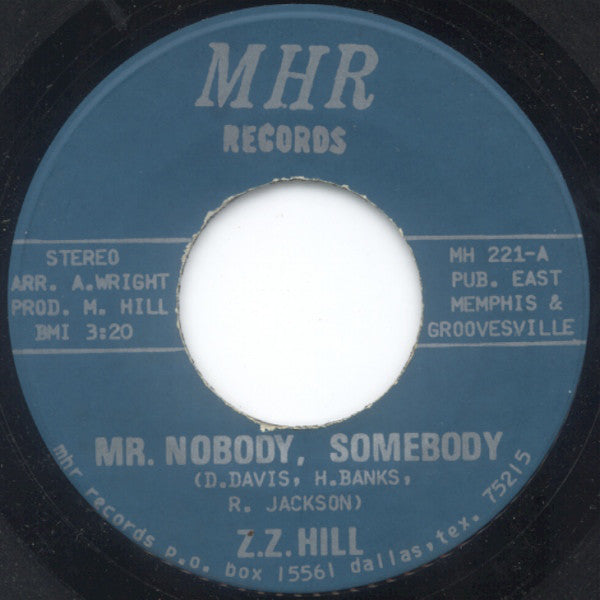 MHR
RECORDS
STEREO
ARR. A.WRIGHT
PROD. M. HILL
BMI 3:20
MH 221-A
PUB. EAST
MEMPHIS &
GROOVESVILLE
MR. NOBODY, SOMEBODY
(D.DAVIS, H.BANKS,
R. JACKSON)
Z.Z. HILL
mhr records p.o. box 15561 dallas,tex. 75215